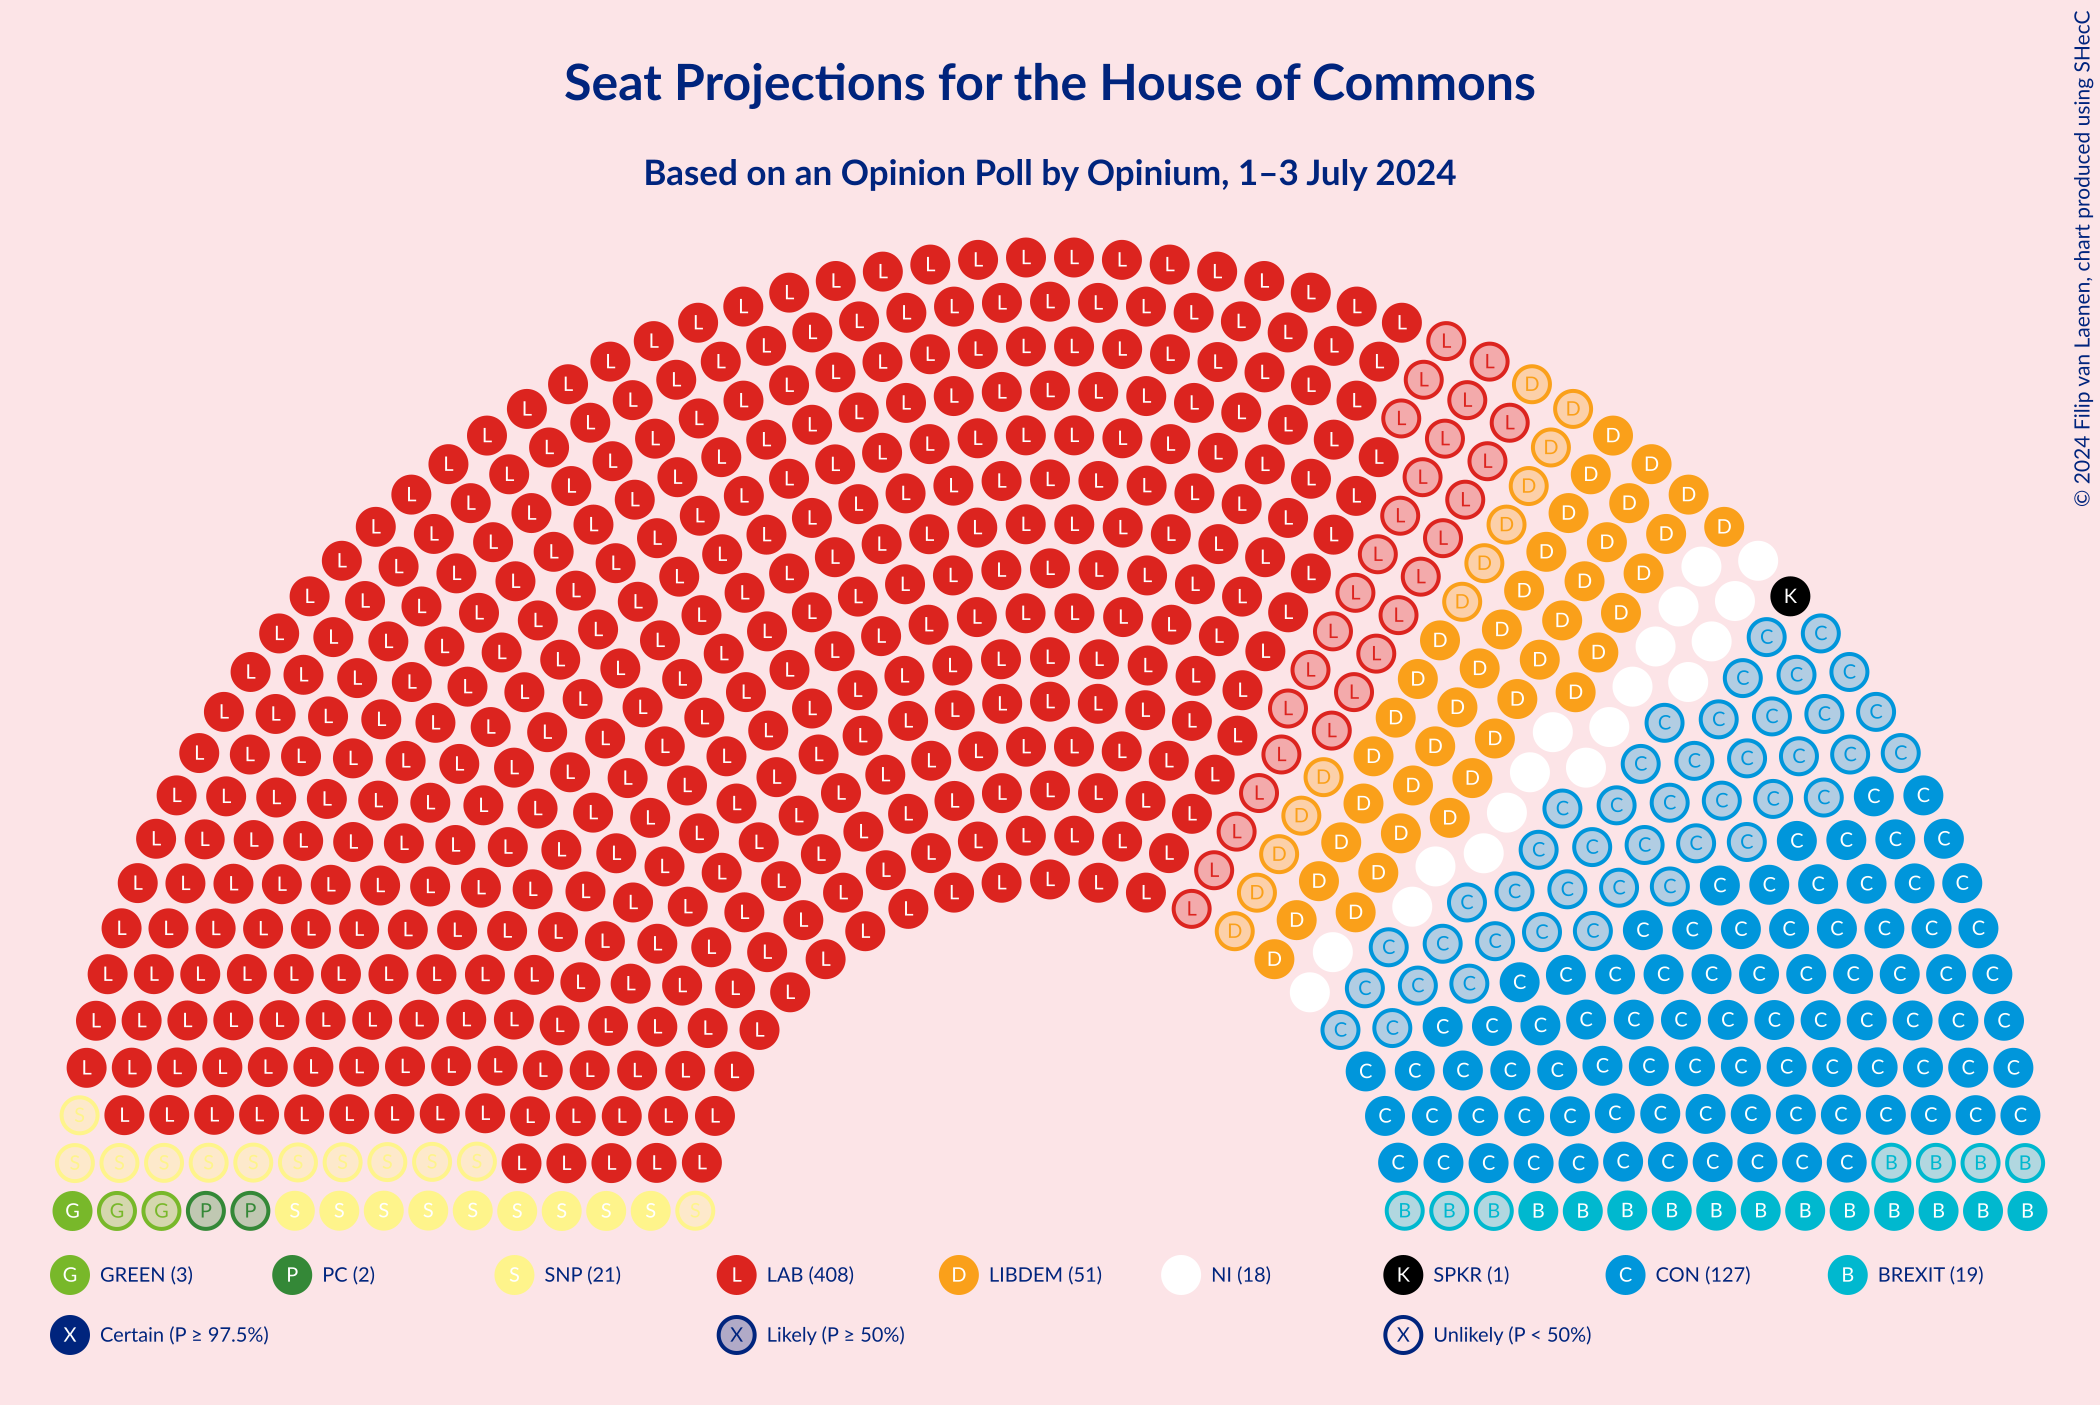 Seat Projections for the House of Commons
Based on an Opinion Poll by Opinium, 1–3 July 2024
© 2024 Filip van Laenen, chart produced using SHecC
G GREEN (3) P PC (2) S SNP (21) L LAB (408) D LIBDEM (51) NI (18) K SPKR (1) C CON (127) B BREXIT (19)
X Certain (P ≥ 97.5%) X Likely (P ≥ 50%) X Unlikely (P < 50%)